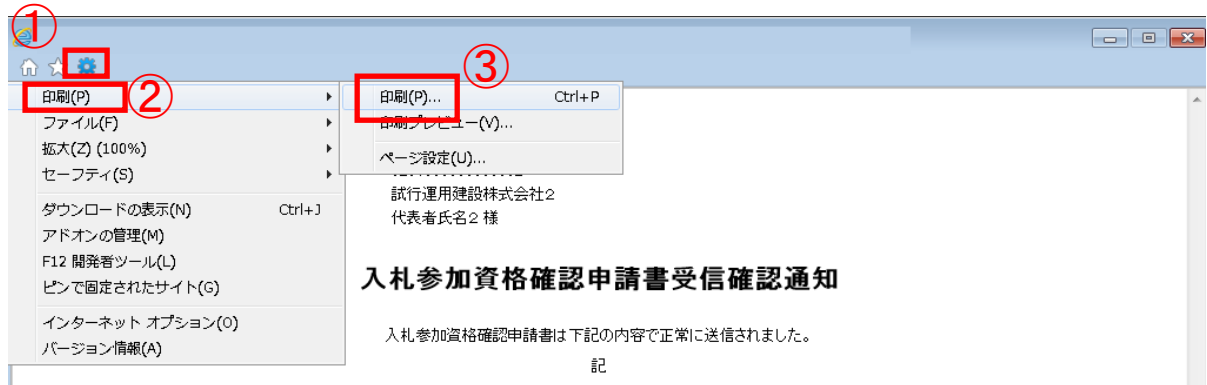 ①
印刷(P)
②
ファイル(F)
拡大(Z) (100%)
セーフティ(S)
ダウンロードの表示(N) Ctrl+J
アドオンの管理(M)
F12 開発者ツール(L)
ピンで固定されたサイト(G)
インターネット オプション(O)
バージョン情報(A)
③
印刷(P)... Ctrl+P
印刷プレビュー(V)...
ページ設定(U)...
試行運用建設株式会社2
代表者氏名2 様
入札参加資格確認申請書受信確認通知
入札参加資格確認申請書は下記の内容で正常に送信されました。
記